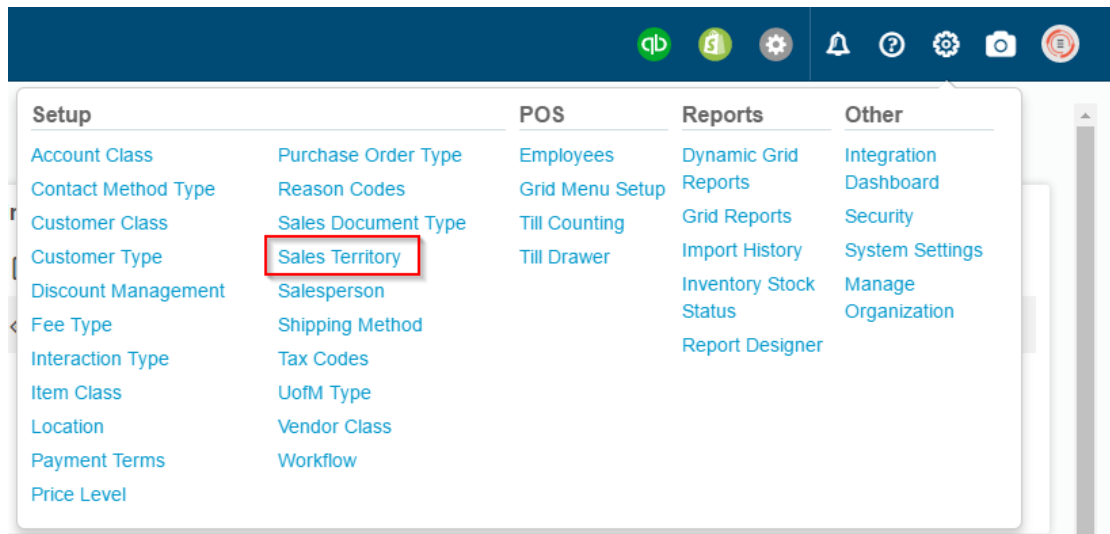 qb
S
Setup
Account Class
Contact Method Type
Customer Class
Customer Type
Discount Management
Fee Type
Interaction Type
Item Class
Location
Payment Terms
Price Level
Purchase Order Type
Reason Codes
Sales Document Type
Sales Territory
Salesperson
Shipping Method
Tax Codes
UofM Type
Vendor Class
Workflow
POS
Employees
Grid Menu Setup
Till Counting
Till Drawer
Reports
Dynamic Grid
Reports
Grid Reports
Import History
Inventory Stock
Status
Report Designer
Other
Integration
Dashboard
Security
System Settings
Manage
Organization